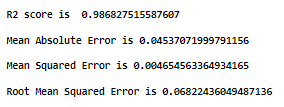 R2 score is  0.986827515587607
Mean Absolute Error is 0.04537071999791156
Mean Squared Error is 0.004654563364934165
Root Mean Squared Error is 0.06822436049487136